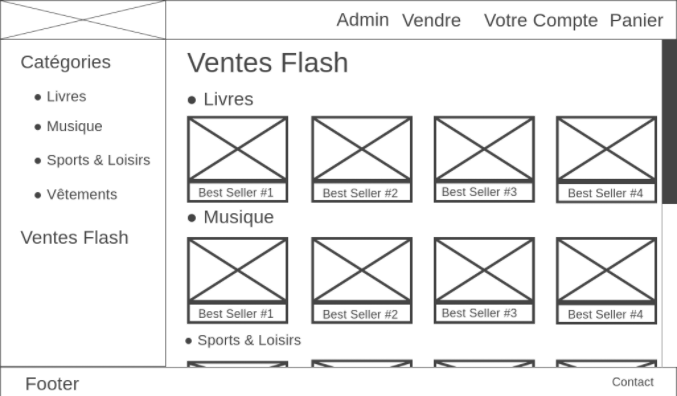 Admin Vendre Votre Compte Panier
Catégories
Livres
Musique
Sports & Loisirs
Vêtements
Ventes Flash
Ventes Flash
Livres
Best Seller #1 Best Seller #2 Best Seller #3 Best Seller #4
Musique
Best Seller #1 Best Seller #2 Best Seller #3 Best Seller #4
Sports & Loisirs
Footer Contact